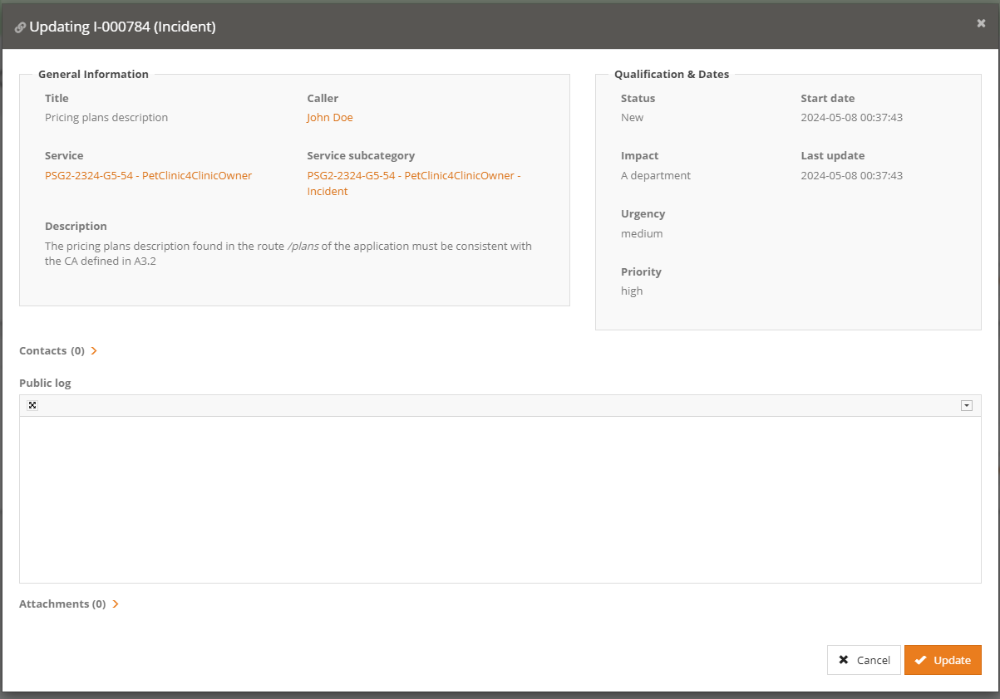 Updating I-000784 (Incident)
General Information
Title
Caller
Pricing plans description
John Doe
Service
Service subcategory
PSG2-2324-G5-54 - PetClinic4ClinicOwner
PSG2-2324-G5-54 - PetClinic4ClinicOwner -
Incident
Description
The pricing plans description found in the route /plans of the application must be consistent with
the CA defined in A3.2
Qualification & Dates
Status
Start date
New
2024-05-08 00:37:43
Impact
Last update
A department
2024-05-08 00:37:43
Urgency
medium
Priority
high
Contacts (0)
Public log
Attachments (0)
Cancel
Update